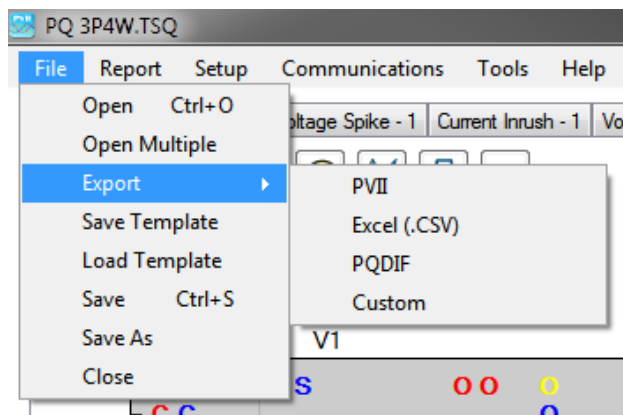 PQ 3P4W.TSQ
File Report Setup Communications Tools Help
Open Ctrl+O
oltage Spike - 1 Current Inrush - 1 Vo
Open Multiple
Export
PVII
Save Template
Excel (.CSV)
Load Template
PQDIF
Save Ctrl+S
Custom
Save As
V1
Close
S O O O
C C O